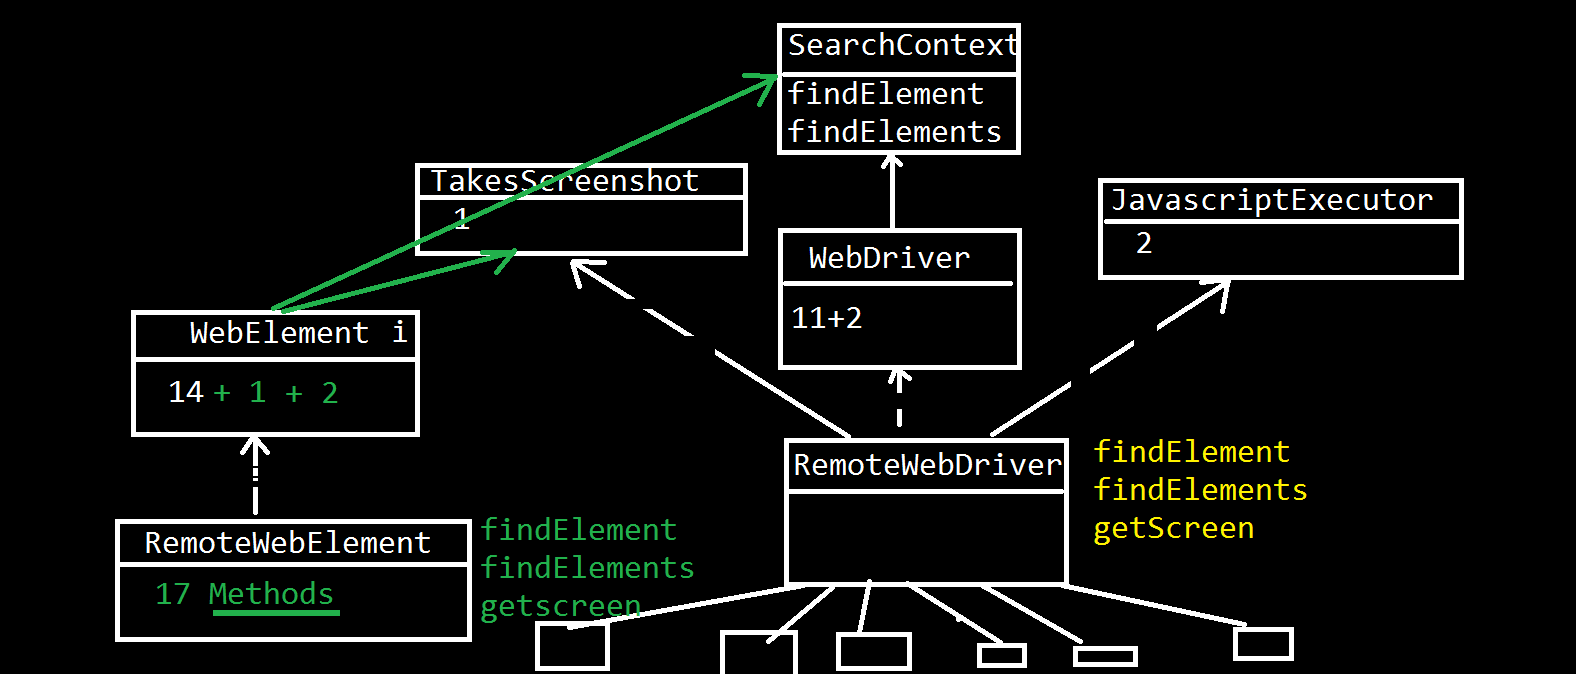 SearchContext
findElement
findElements
TakesScreenshot
1
JavascriptExecutor
2
WebDriver
11+2
WebElement i
14 + 1 + 2
RemoteWebDriver
findElement
findElements
getScreen
RemoteWebElement
17 Methods
findElement
findElements
getscreen